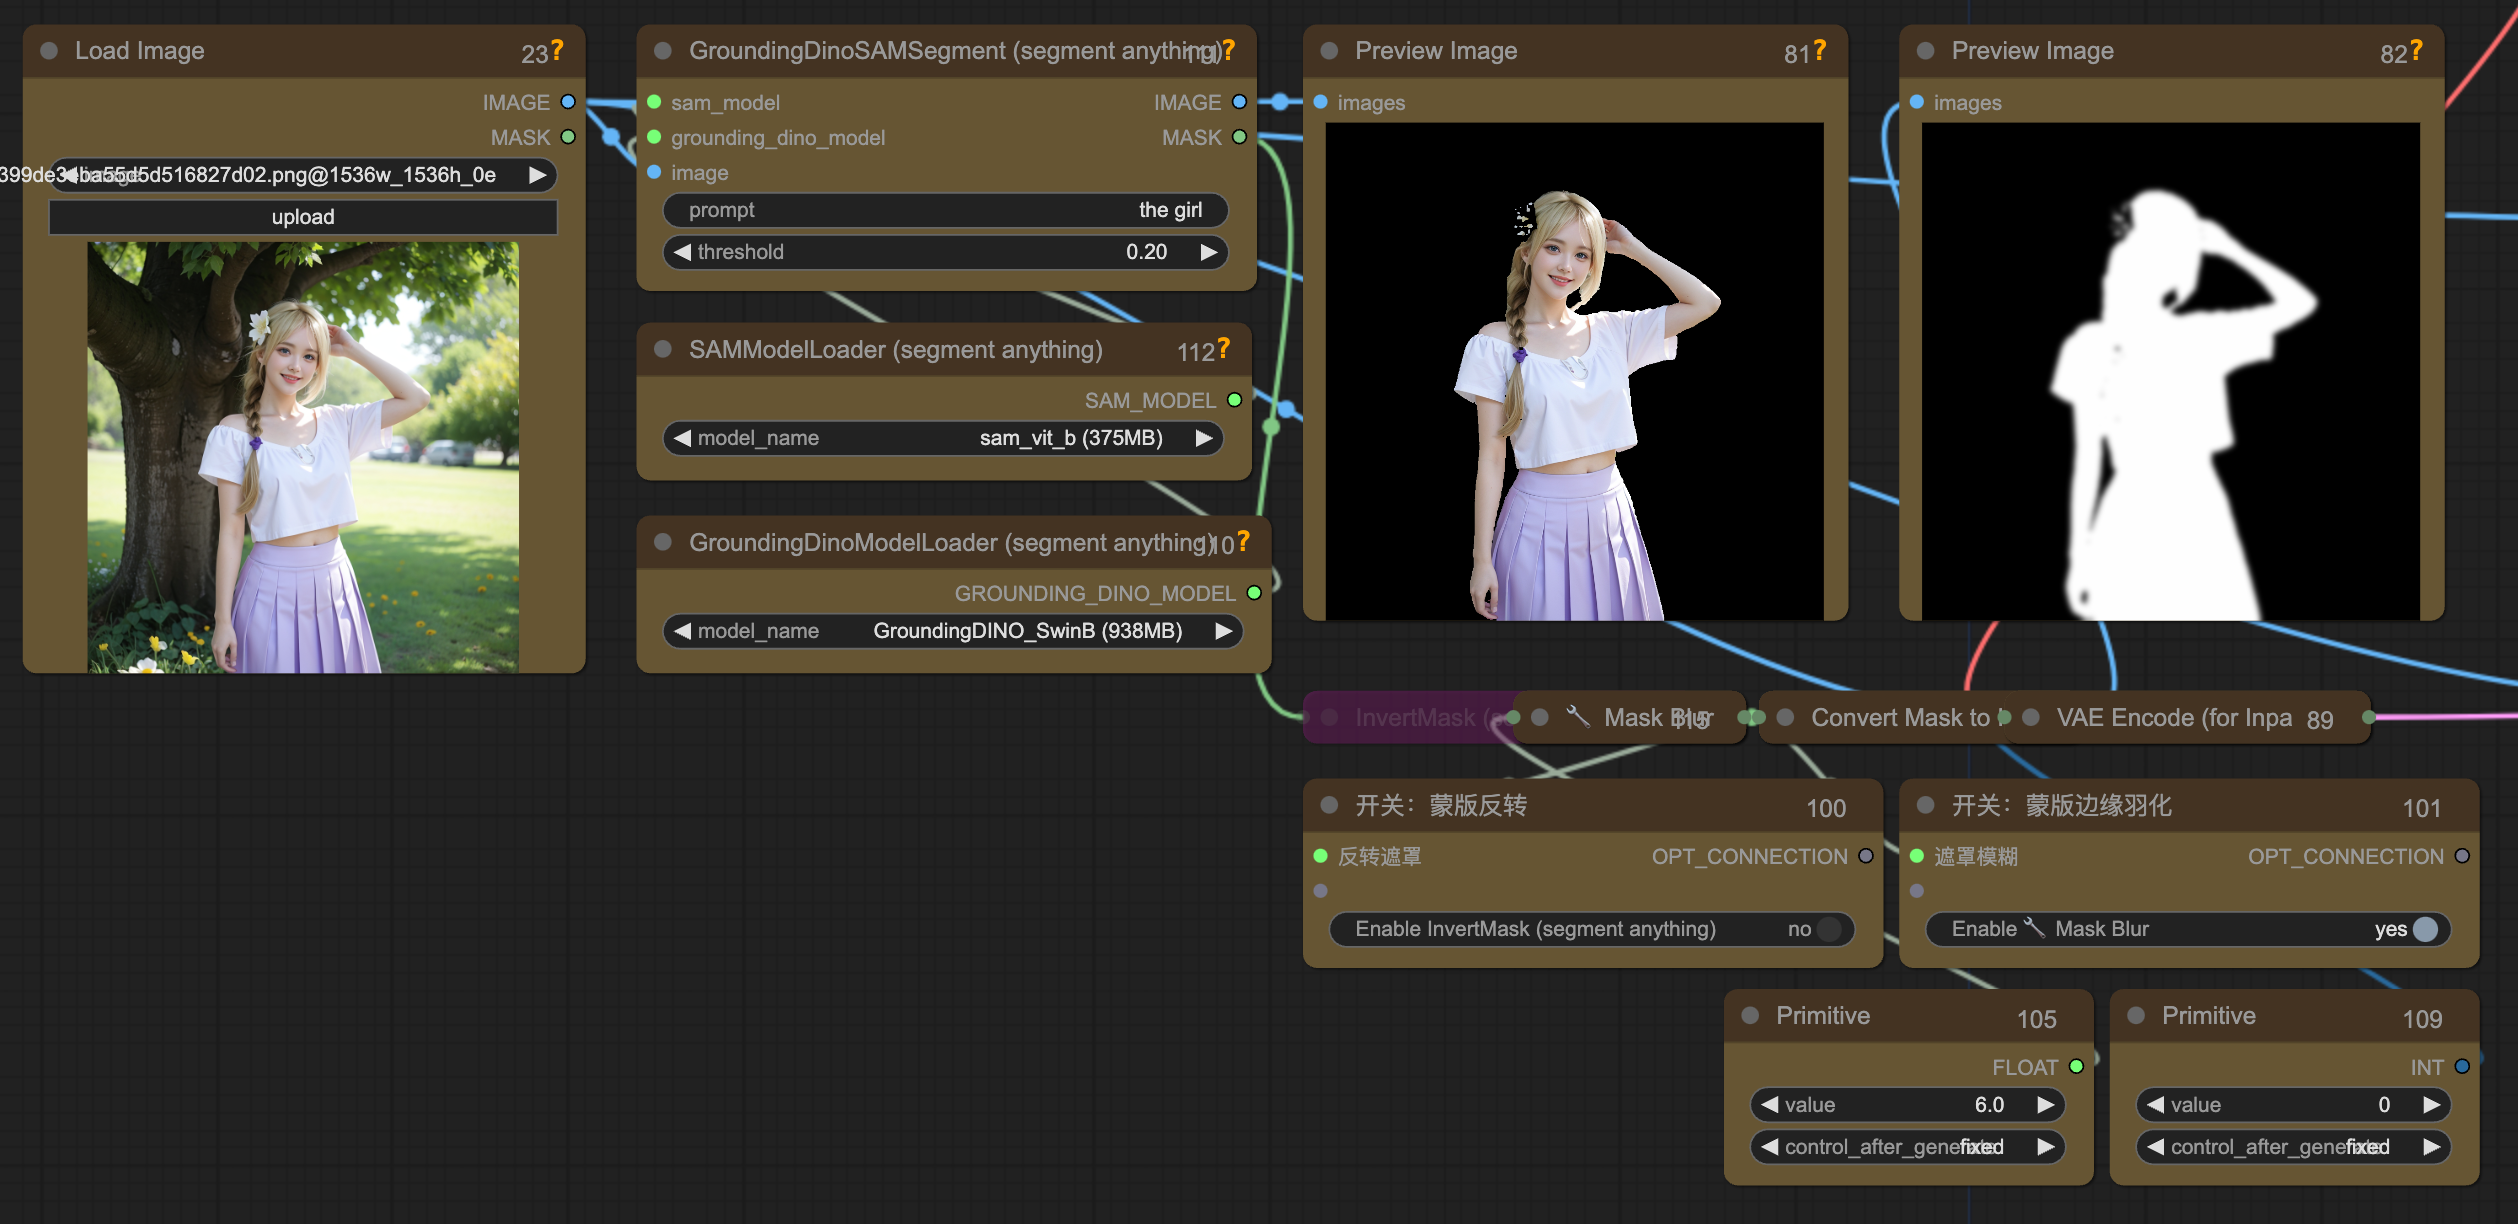 Load Image 23?
IMAGE
MASK
399de3eba55d5d516827d02.png@1536w_1536h_0e
upload
GroundingDinoSAMSegment (segment anything) 111?
sam_model IMAGE
grounding_dino_model MASK
image
prompt the girl
threshold 0.20
SAMModelLoader (segment anything) 112?
SAM_MODEL
model_name sam_vit_b (375MB)
GroundingDinoModelLoader (segment anything) 110?
GROUNDING_DINO_MODEL
model_name GroundingDINO_SwinB (938MB)
Preview Image 81?
images
Preview Image 82?
images
InvertMask (s
Mask Blur 115
Convert Mask to
VAE Encode (for Inpa 89
开关：蒙版反转 100
反转遮罩 OPT_CONNECTION
Enable InvertMask (segment anything) no
开关：蒙版边缘羽化 101
遮罩模糊 OPT_CONNECTION
Enable Mask Blur yes
Primitive 105
FLOAT
value 6.0
control_after_generate fixed
Primitive 109
INT
value 0
control_after_generate fixed